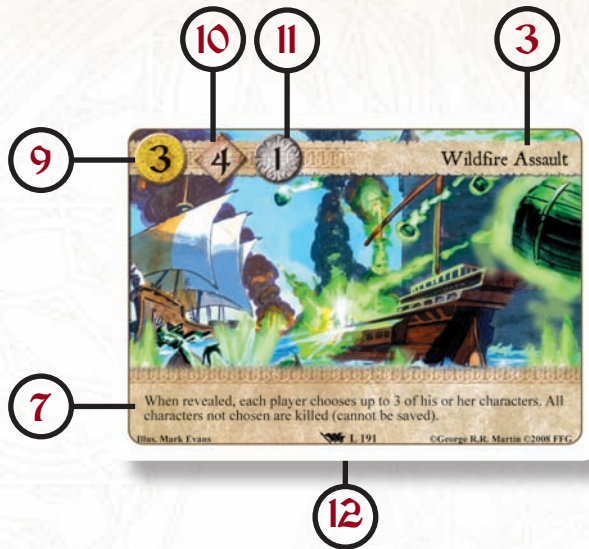 10 11 3
9 3 4 1 Wildfire Assault
7 When revealed, each player chooses up to 3 of his or her characters. All
characters not chosen are killed (cannot be saved).
Illus. Mark Evans L 191 ©George R.R. Martin ©2008 FFG
12